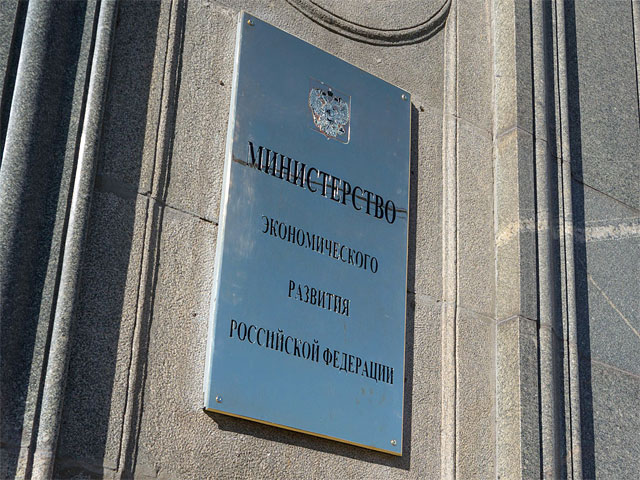 МИНИСТЕРСТВО
ЭКОНОМИЧЕСКОГО
РАЗВИТИЯ
РОССИЙСКОЙ ФЕДЕРАЦИИ